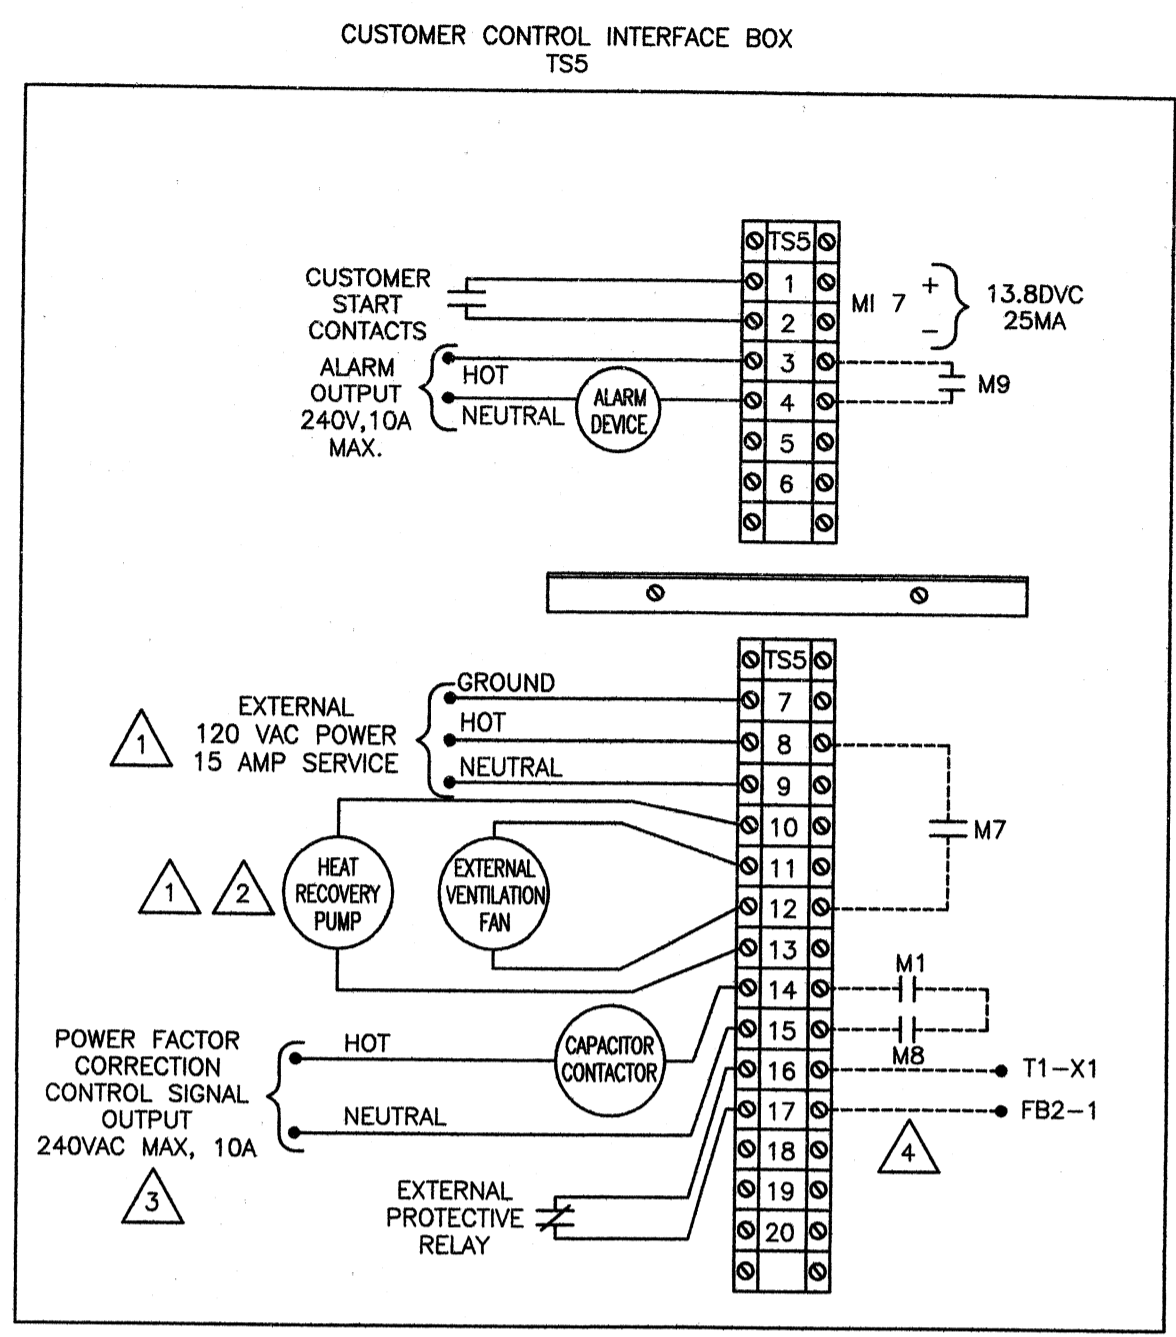 CUSTOMER CONTROL INTERFACE BOX
TS5
TS5
CUSTOMER
START
CONTACTS
1
2
MI 7
+
−
13.8DVC
25MA
ALARM
OUTPUT
240V,10A
MAX.
HOT
NEUTRAL
ALARM
DEVICE
3
4
M9
5
6
TS5
1
EXTERNAL
120 VAC POWER
15 AMP SERVICE
GROUND
HOT
NEUTRAL
7
8
9
10
11
12
13
M7
1
2
HEAT
RECOVERY
PUMP
EXTERNAL
VENTILATION
FAN
14
15
M1
M8
POWER FACTOR
CORRECTION
CONTROL SIGNAL
OUTPUT
240VAC MAX, 10A
3
HOT
NEUTRAL
CAPACITOR
CONTACTOR
16
T1-X1
17
FB2-1
4
18
19
20
EXTERNAL
PROTECTIVE
RELAY